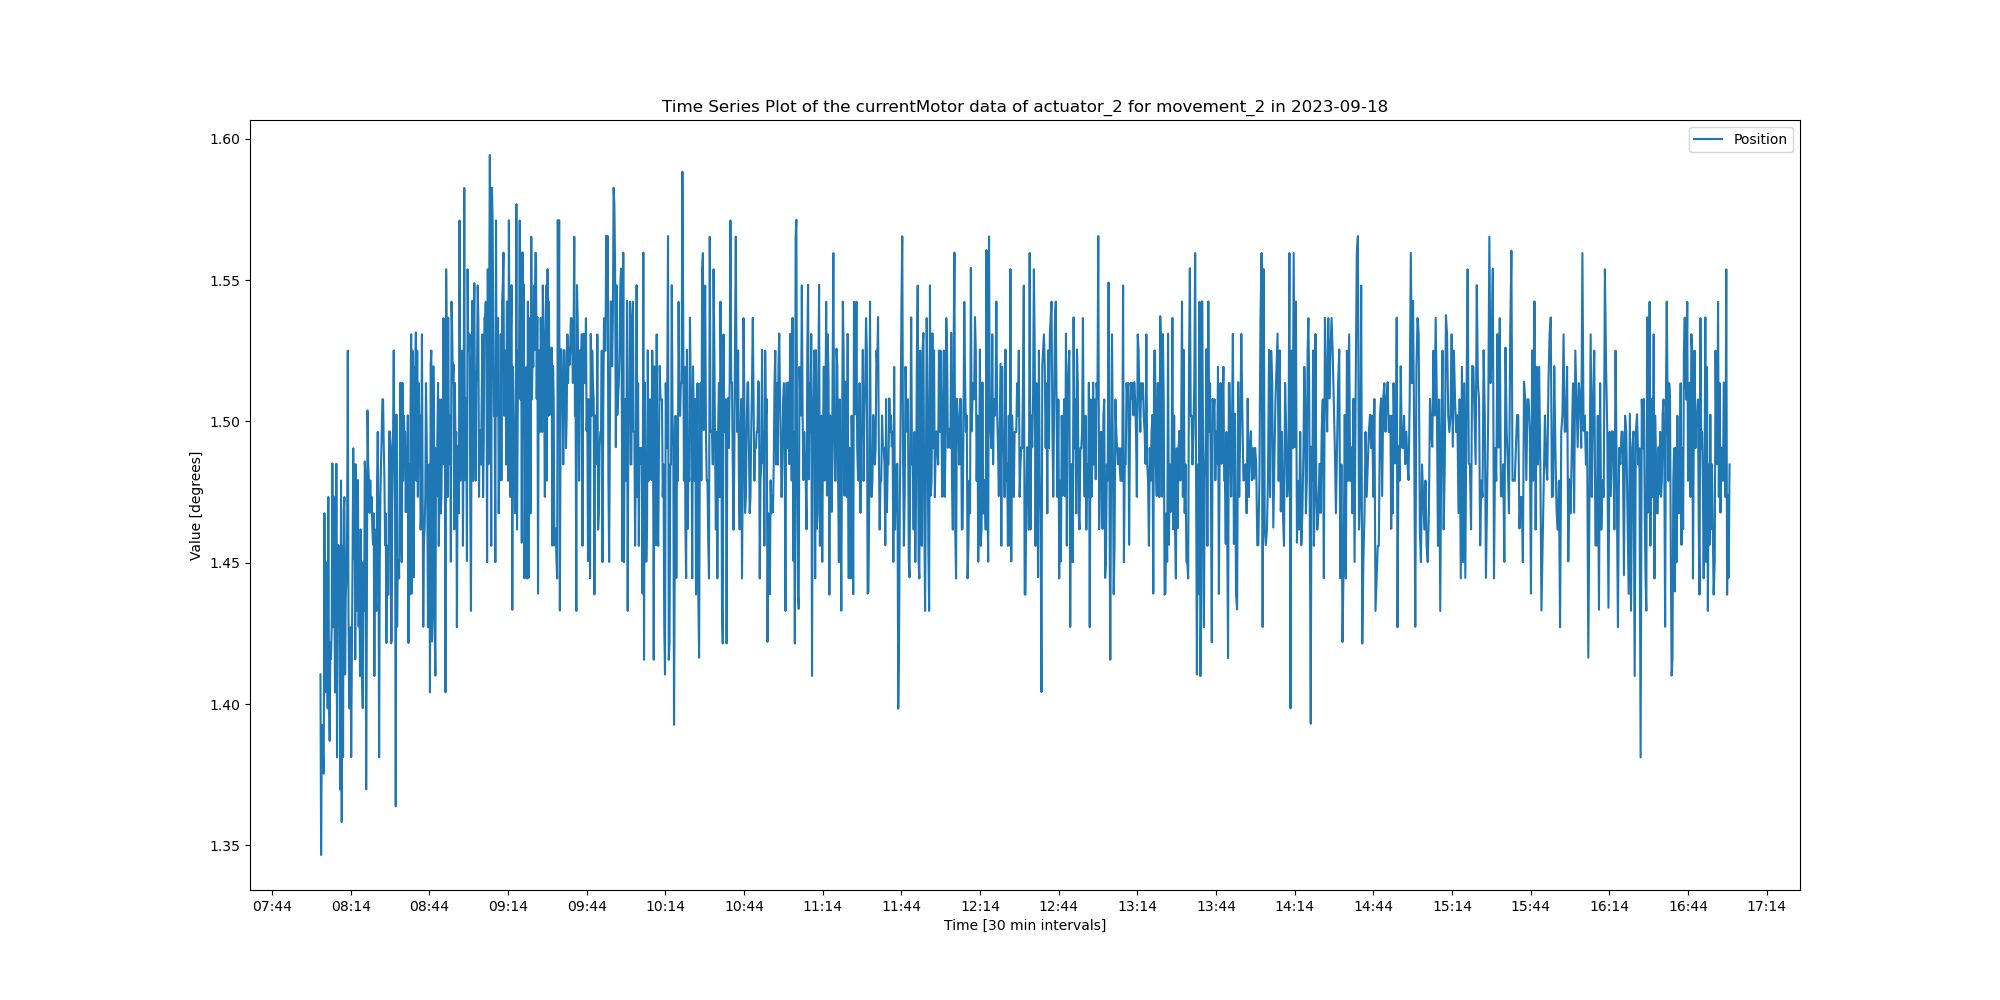 Time Series Plot of the currentMotor data of actuator_2 for movement_2 in 2023-09-18
Position
1.60
1.55
1.50
1.45
1.40
1.35
Value [degrees]
07:44 08:14 08:44 09:14 09:44 10:14 10:44 11:14 11:44 12:14 12:44 13:14 13:44 14:14 14:44 15:14 15:44 16:14 16:44 17:14
Time [30 min intervals]